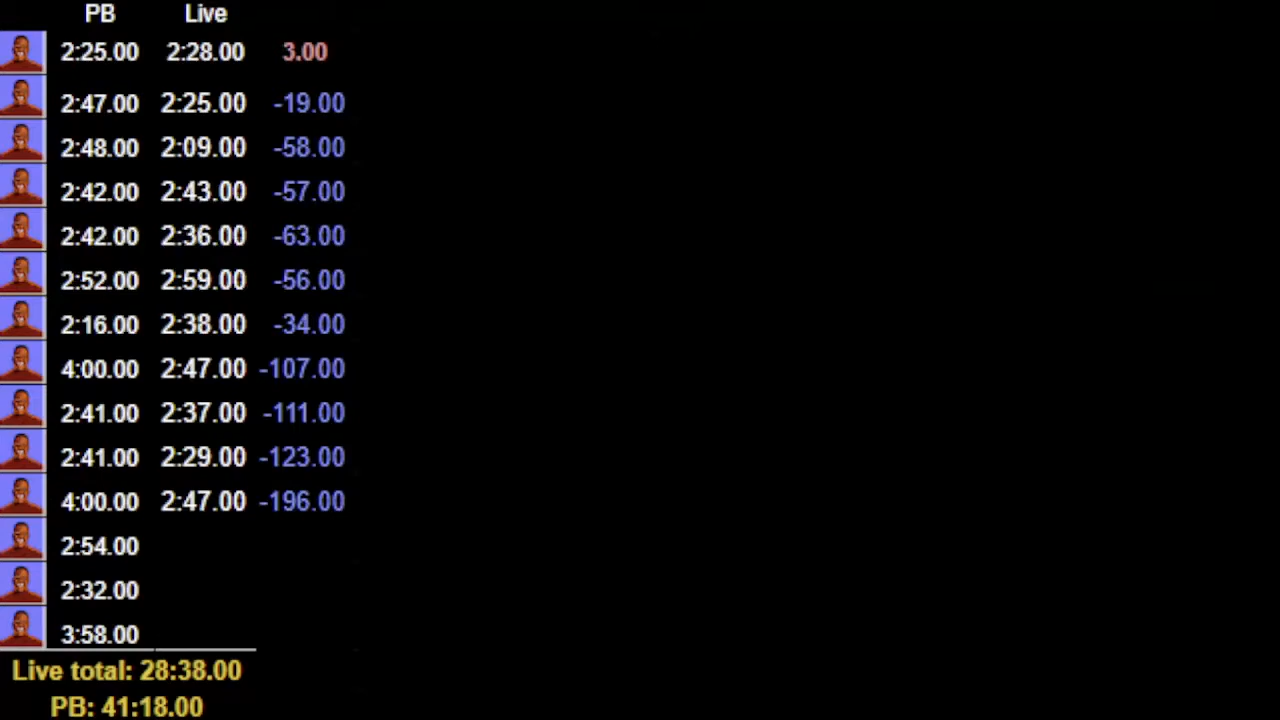 PB Live
2:25.00 2:28.00 3.00
2:47.00 2:25.00 -19.00
2:48.00 2:09.00 -58.00
2:42.00 2:43.00 -57.00
2:42.00 2:36.00 -63.00
2:52.00 2:59.00 -56.00
2:16.00 2:38.00 -34.00
4:00.00 2:47.00 -107.00
2:41.00 2:37.00 -111.00
2:41.00 2:29.00 -123.00
4:00.00 2:47.00 -196.00
2:54.00
2:32.00
3:58.00
Live total: 28:38.00
PB: 41:18.00